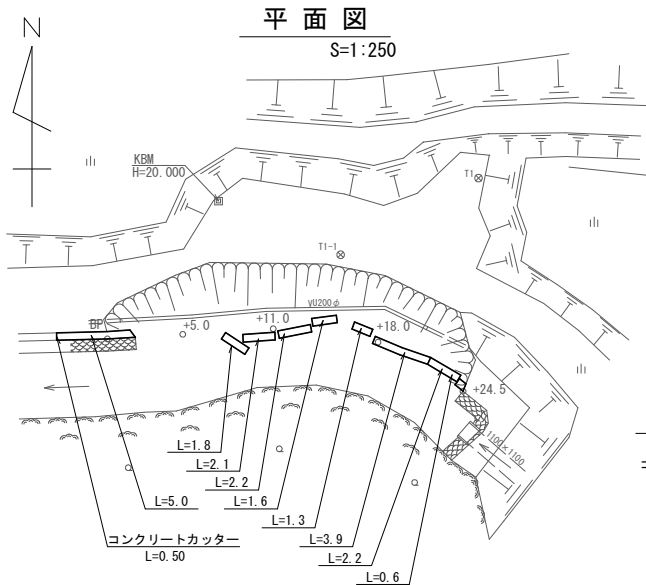 平面図
S=1:250
N
KBM
H=20.000
T1
T1-1
VU200φ
BP
+5.0
+11.0
+18.0
+24.5
1100×1100
L=1.8
L=2.1
L=2.2
L=1.6
L=5.0
L=1.3
コンクリートカッター
L=0.50
L=3.9
L=2.2
L=0.6